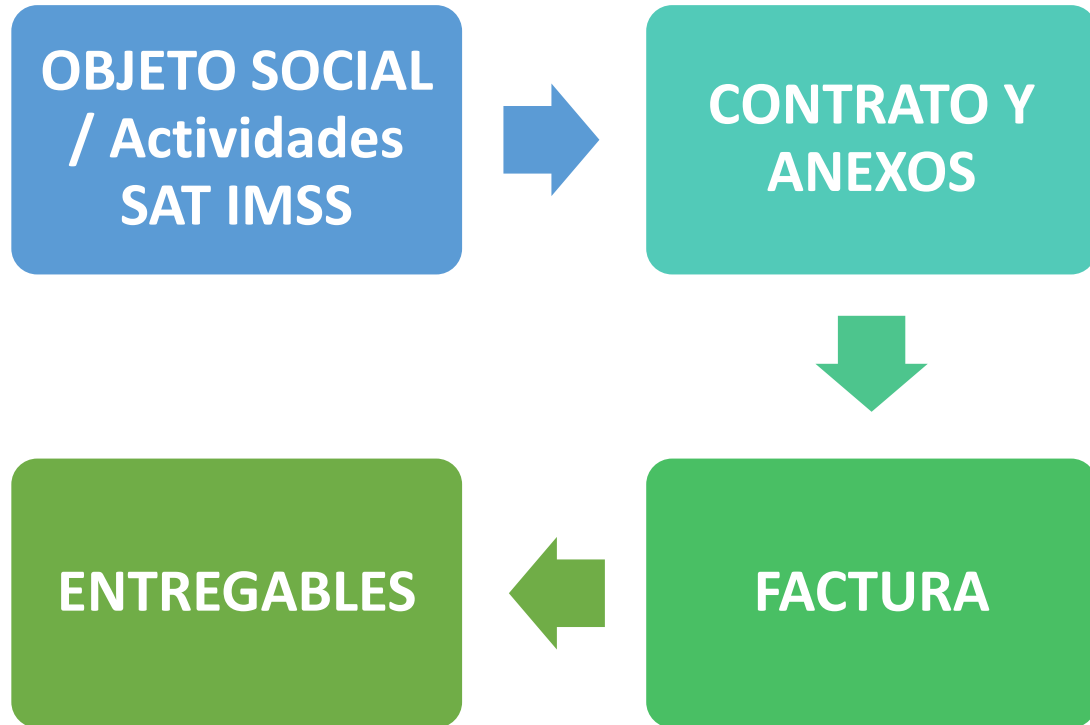 OBJETO SOCIAL
/ Actividades
SAT IMSS
CONTRATO Y
ANEXOS
FACTURA
ENTREGABLES